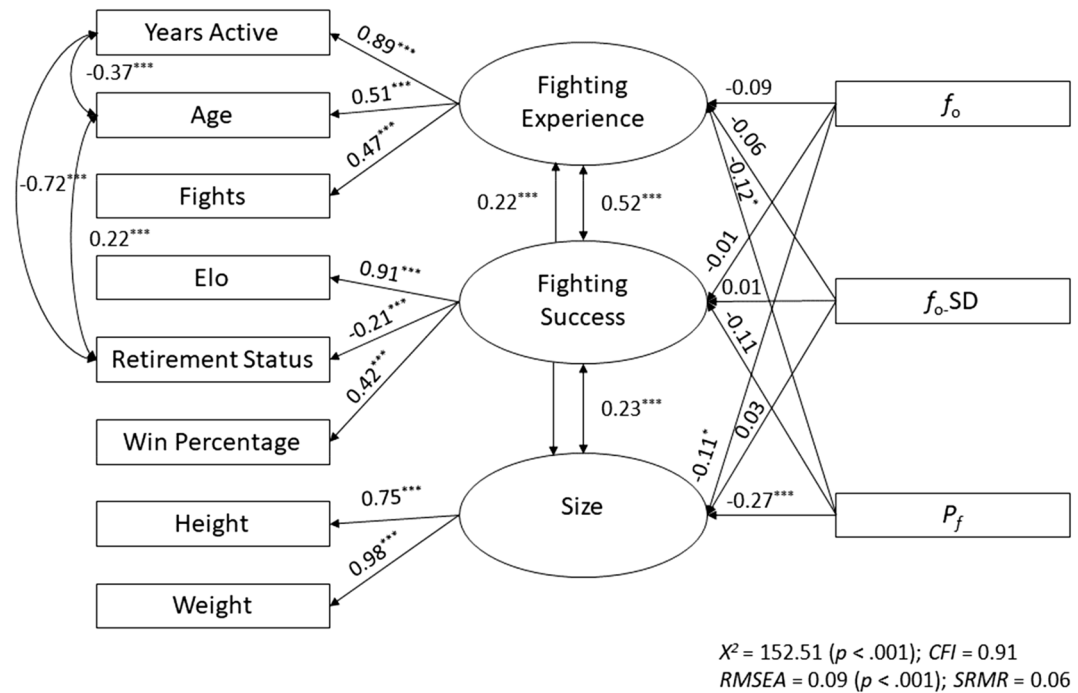 Years Active
0.89***
-0.37***
Age
0.51***
Fighting
Experience
-0.09
fo
-0.06
0.47***
-0.12*
-0.72***
Fights
0.22***
0.52***
0.22***
-0.01
Elo
0.91***
Fighting
Success
0.01
fo-SD
-0.21***
-0.11
Retirement Status
0.42***
Win Percentage
0.23***
0.03
-0.11*
Height
0.75***
Size
-0.27***
Pf
0.98***
Weight
X² = 152.51 (p < .001); CFI = 0.91
RMSEA = 0.09 (p < .001); SRMR = 0.06